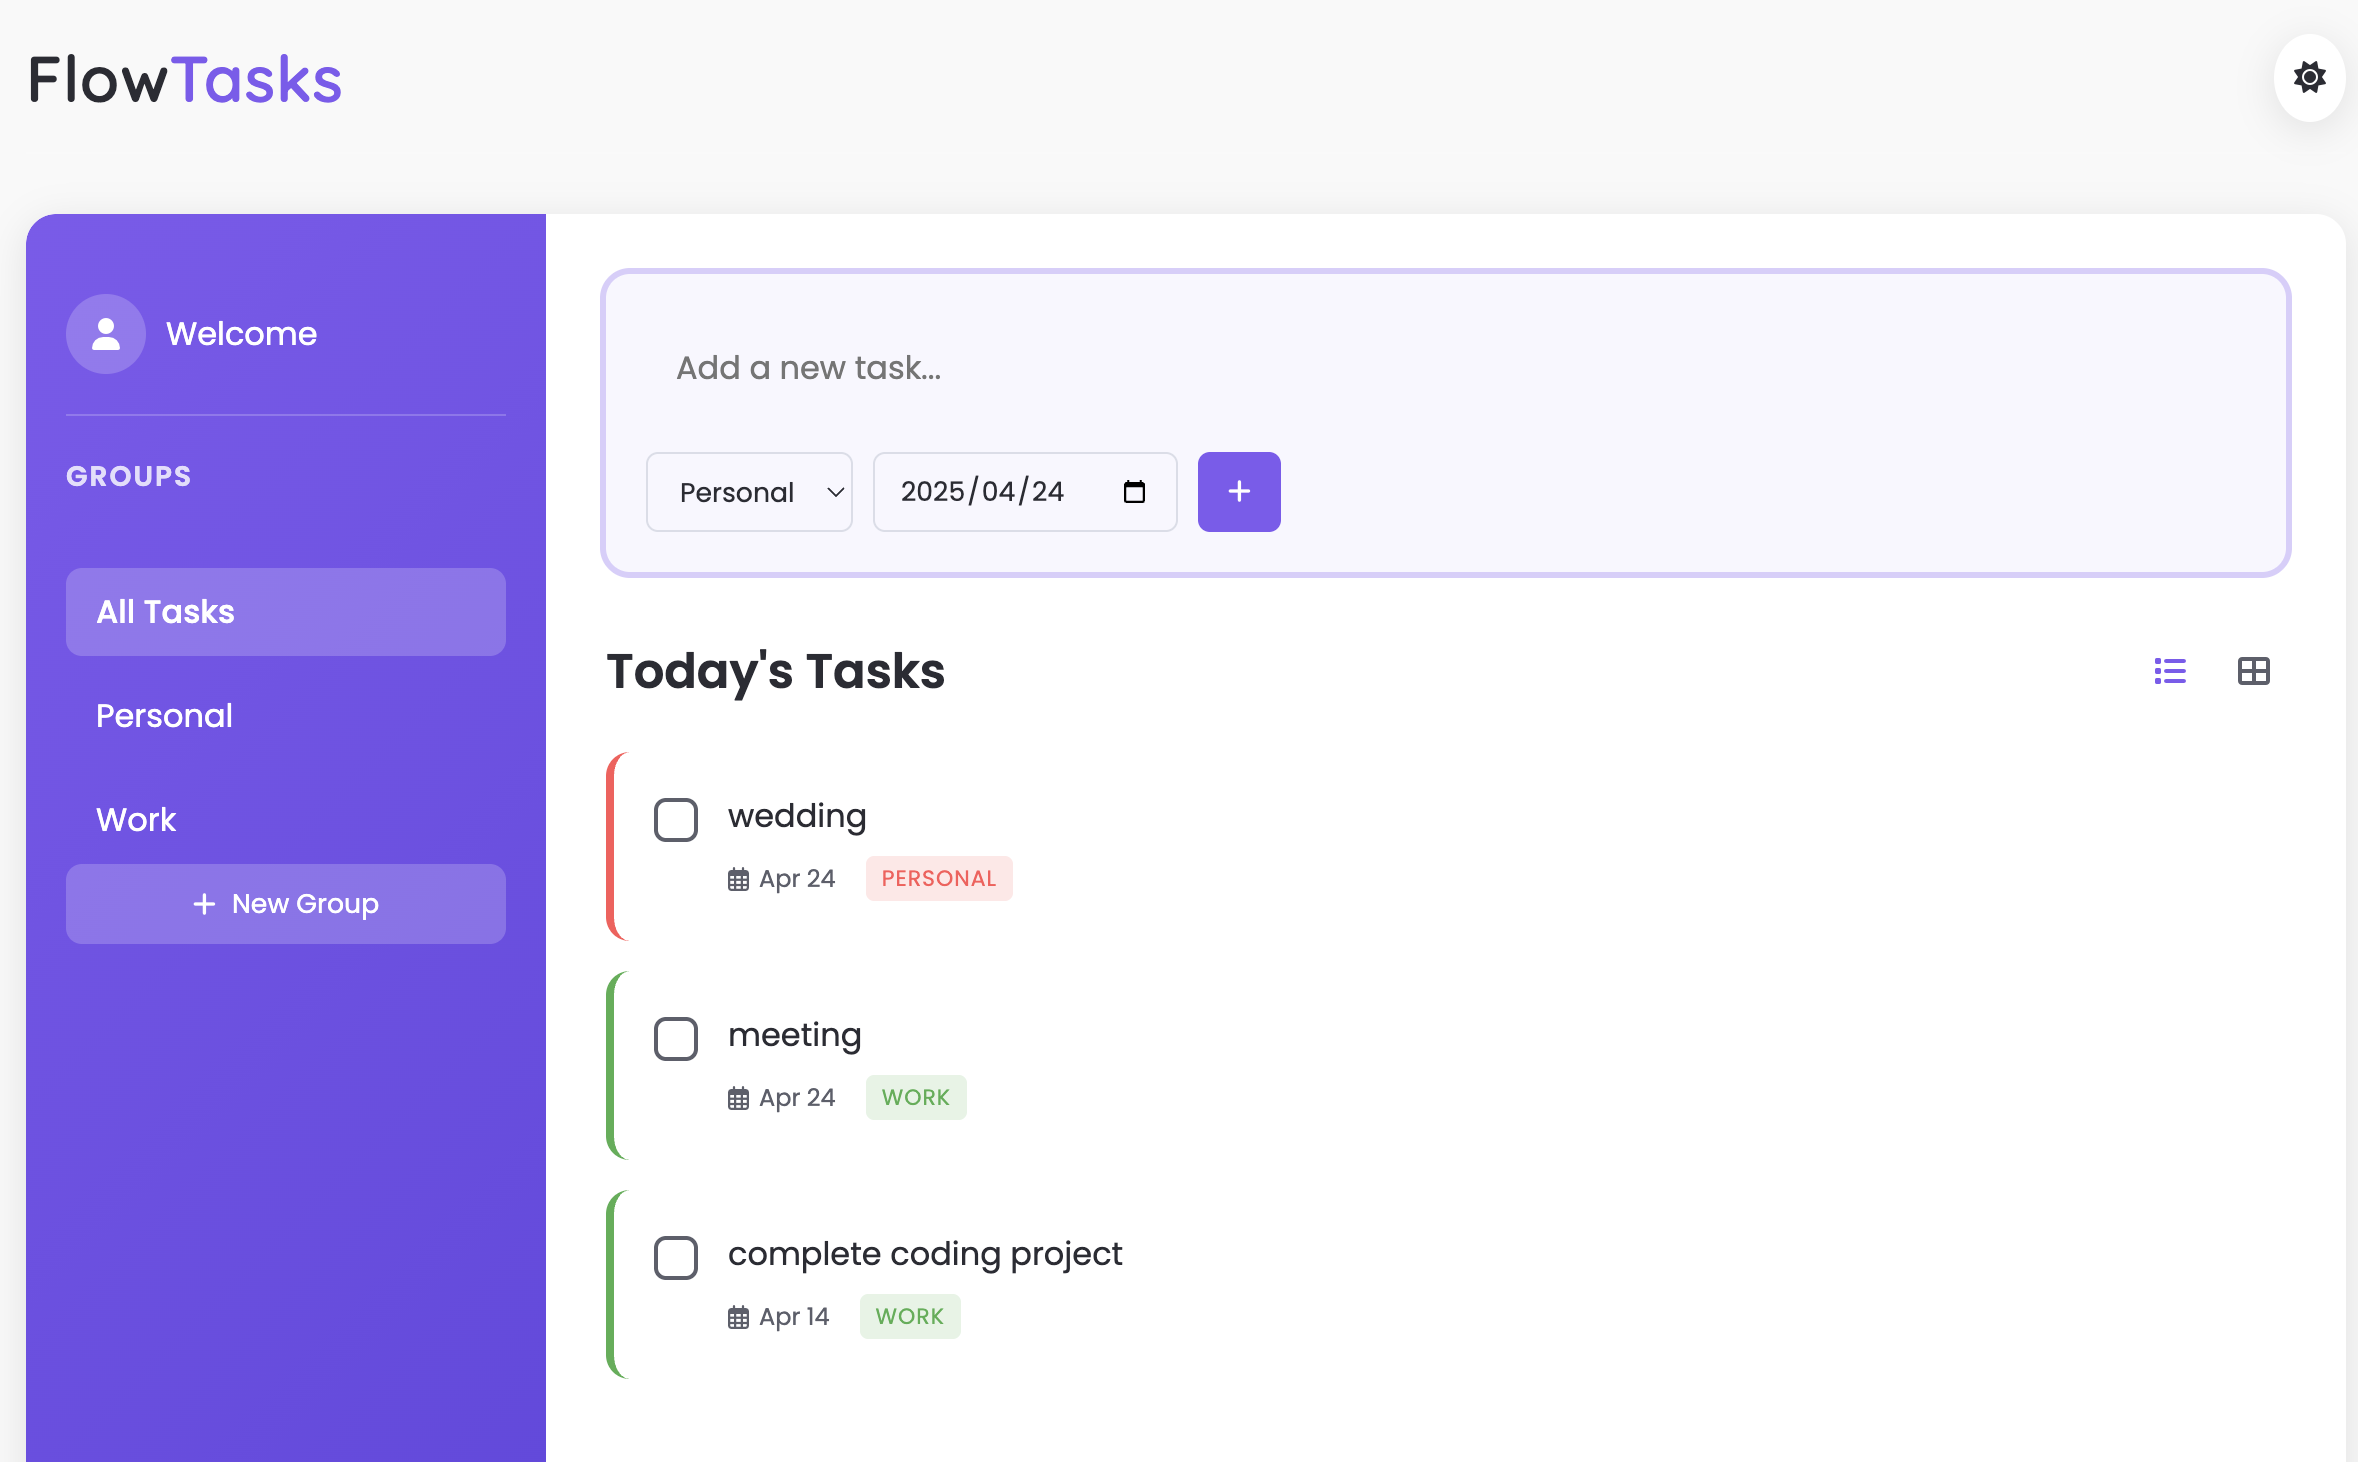 FlowTasks
Welcome
GROUPS
All Tasks
Personal
Work
+ New Group
Add a new task...
Personal
2025/04/24
+
Today's Tasks
wedding
Apr 24 PERSONAL
meeting
Apr 24 WORK
complete coding project
Apr 14 WORK